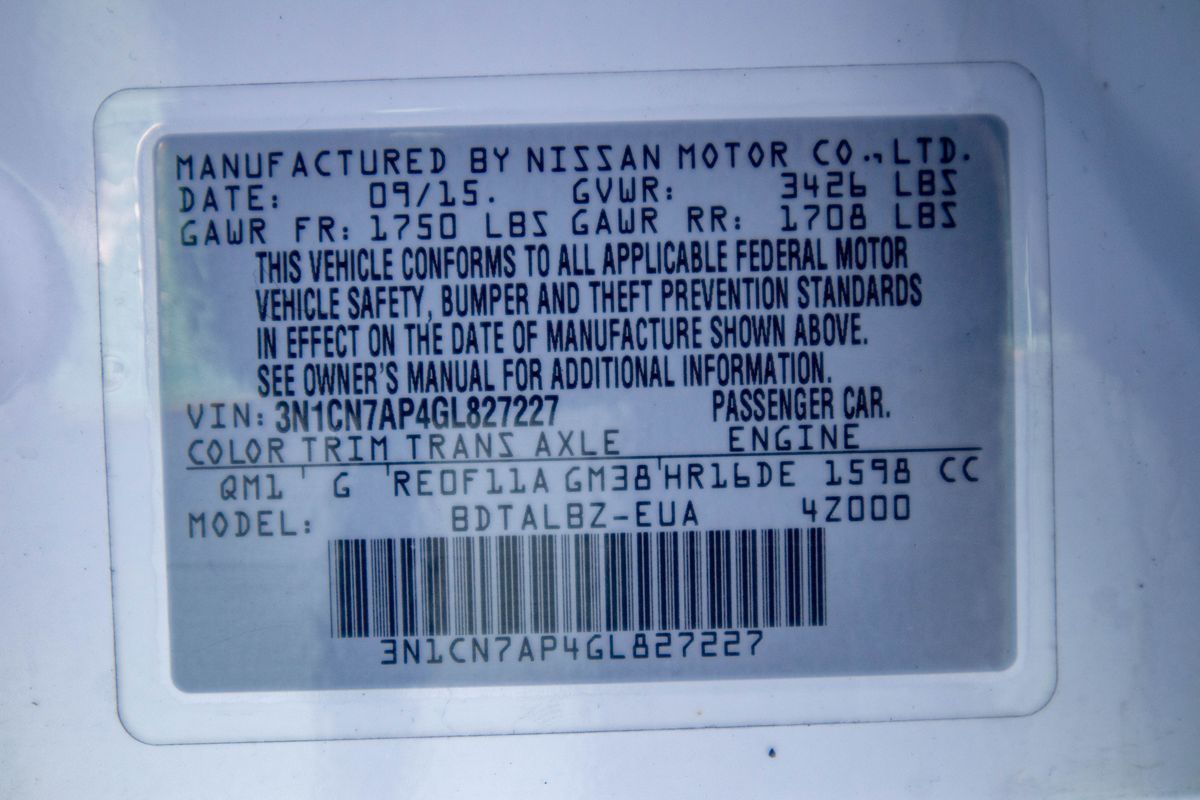 MANUFACTURED BY NISSAN MOTOR CO.,LTD.
DATE: 09/15. GVWR: 3426 LBS
GAWR FR: 1750 LBS GAWR RR: 1708 LBS
THIS VEHICLE CONFORMS TO ALL APPLICABLE FEDERAL MOTOR
VEHICLE SAFETY, BUMPER AND THEFT PREVENTION STANDARDS
IN EFFECT ON THE DATE OF MANUFACTURE SHOWN ABOVE.
SEE OWNER'S MANUAL FOR ADDITIONAL INFORMATION.
VIN: 3N1CN7AP4GL827227 PASSENGER CAR.
COLOR TRIM TRANS AXLE ENGINE
QM1 G RE0F11A GM38 HR16DE 1598 CC
MODEL: BDTALBZ-EUA 4Z000
3N1CN7AP4GL827227